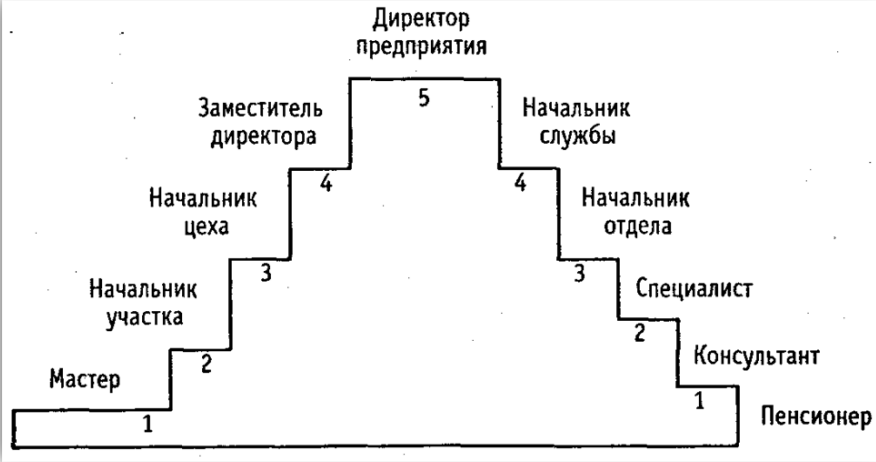 Директор
предприятия
5
Заместитель
директора
Начальник
службы
4
4
Начальник
цеха
Начальник
отдела
3
3
Начальник
участка
Специалист
2
2
Мастер
Консультант
1
1
Пенсионер